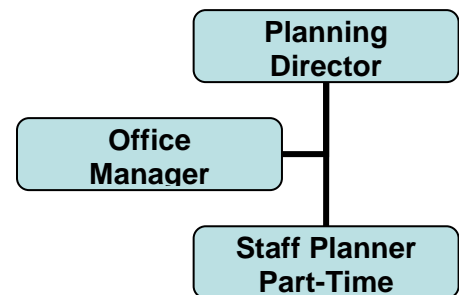 Planning
Director
Office
Manager
Staff Planner
Part-Time